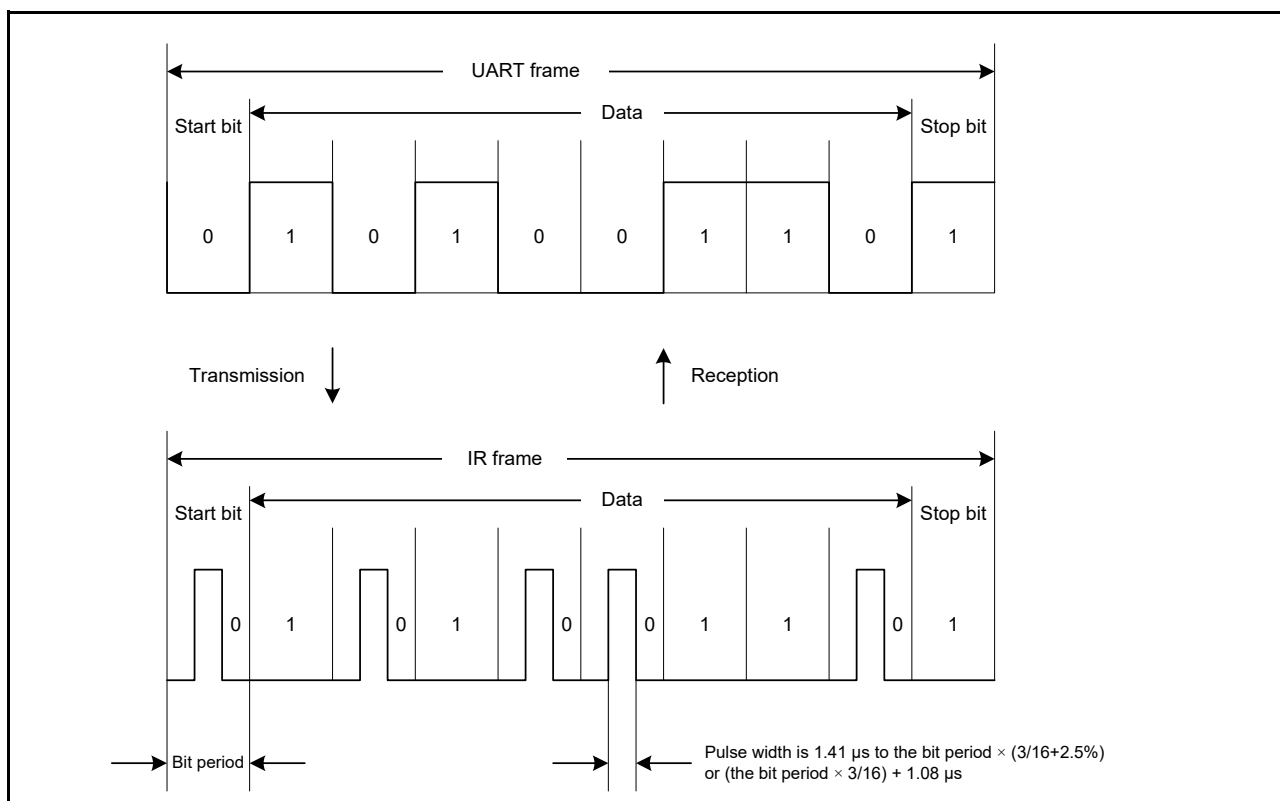 UART frame
Start bit
Data
Stop bit
0 1 0 1 0 0 1 1 0 1
Transmission
Reception
IR frame
Start bit
Data
Stop bit
0 1 0 1 0 0 1 1 0 1
Bit period
Pulse width is 1.41 µs to the bit period × (3/16+2.5%)
or (the bit period × 3/16) + 1.08 µs